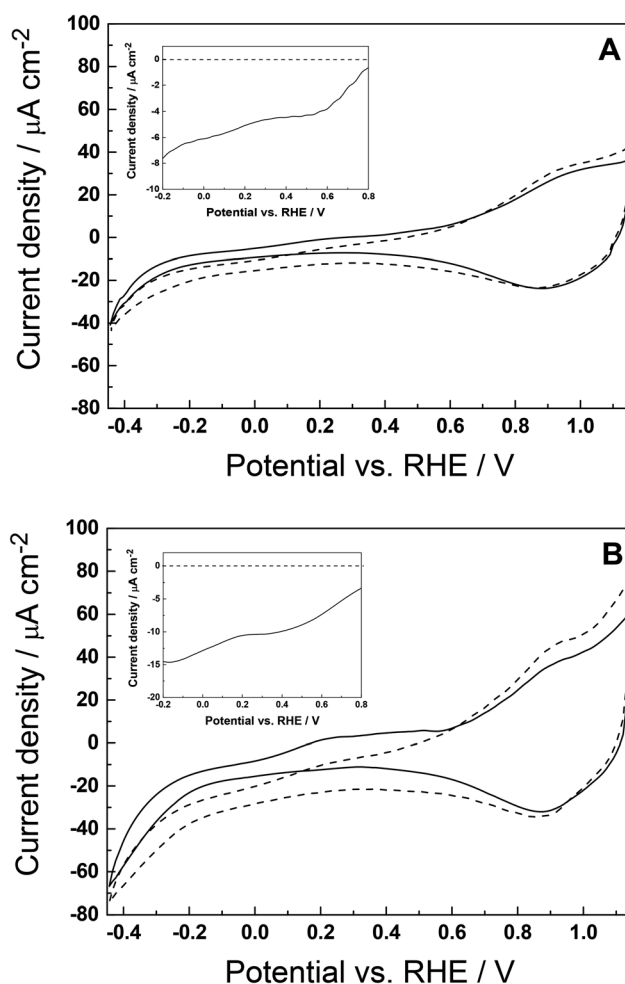 A
Current density / μA cm⁻²
100
80
60
40
20
0
-20
-40
-60
-80
-0.4 -0.2 0.0 0.2 0.4 0.6 0.8 1.0
Potential vs. RHE / V
Current density / μA cm⁻²
0
-2
-4
-6
-8
-10
-0.2 0.0 0.2 0.4 0.6 0.8
Potential vs. RHE / V
B
Current density / μA cm⁻²
100
80
60
40
20
0
-20
-40
-60
-80
-0.4 -0.2 0.0 0.2 0.4 0.6 0.8 1.0
Potential vs. RHE / V
Current density / μA cm⁻²
0
-5
-10
-15
-20
-0.2 0.0 0.2 0.4 0.6 0.8
Potential vs. RHE / V